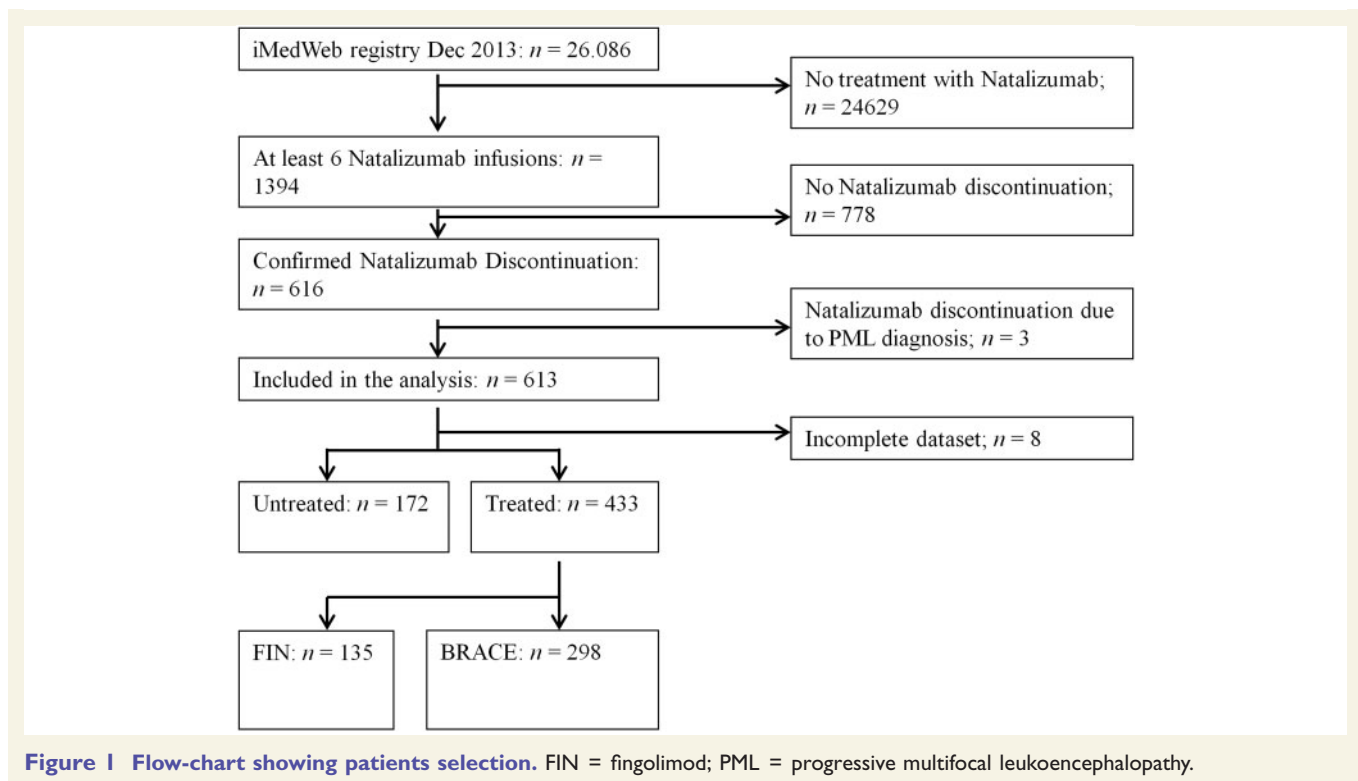 iMedWeb registry Dec 2013: n = 26.086
No treatment with Natalizumab;
n = 24629
At least 6 Natalizumab infusions: n =
1394
No Natalizumab discontinuation;
n = 778
Confirmed Natalizumab Discontinuation:
n = 616
Natalizumab discontinuation due
to PML diagnosis; n = 3
Included in the analysis: n = 613
Incomplete dataset; n = 8
Untreated: n = 172
Treated: n = 433
FIN: n = 135
BRACE: n = 298
Figure 1 Flow-chart showing patients selection. FIN = fingolimod; PML = progressive multifocal leukoencephalopathy.